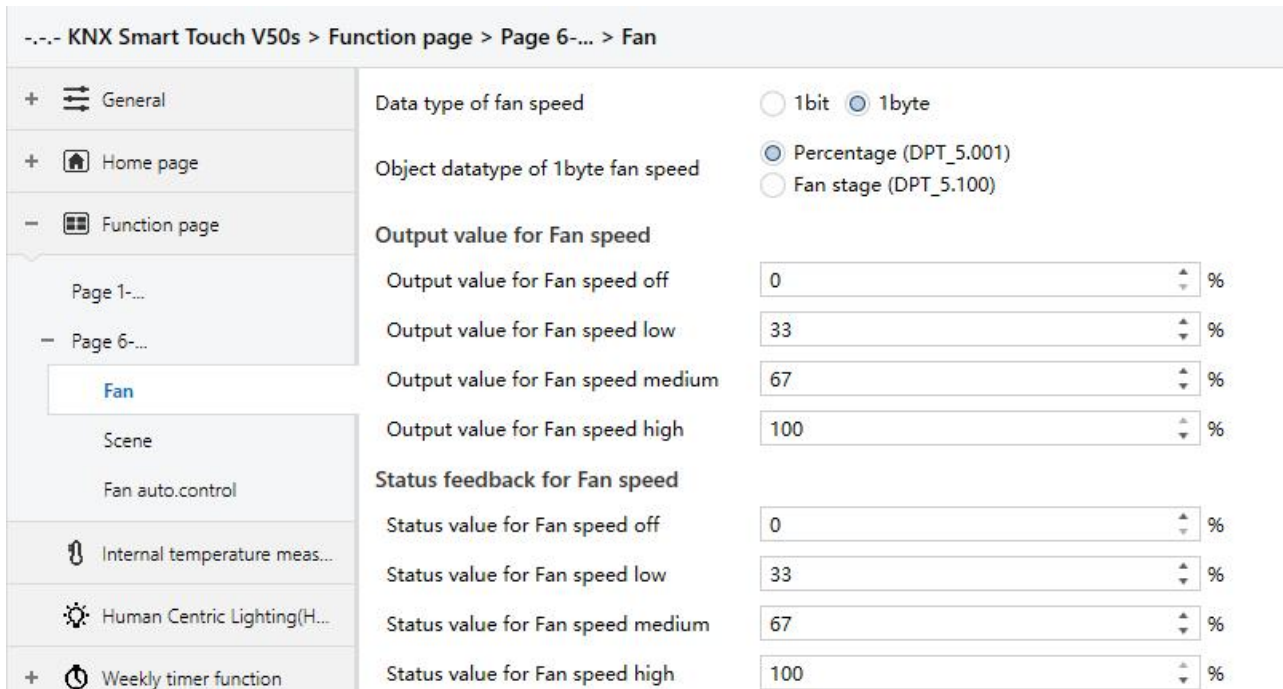 -.-.- KNX Smart Touch V50s > Function page > Page 6-... > Fan
+ General
+ Home page
− Function page
Page 1-...
− Page 6-...
Fan
Scene
Fan auto.control
Internal temperature meas...
Human Centric Lighting(H...
+ Weekly timer function
Data type of fan speed 1bit 1byte
Object datatype of 1byte fan speed Percentage (DPT_5.001)
Fan stage (DPT_5.100)
Output value for Fan speed
Output value for Fan speed off 0 %
Output value for Fan speed low 33 %
Output value for Fan speed medium 67 %
Output value for Fan speed high 100 %
Status feedback for Fan speed
Status value for Fan speed off 0 %
Status value for Fan speed low 33 %
Status value for Fan speed medium 67 %
Status value for Fan speed high 100 %